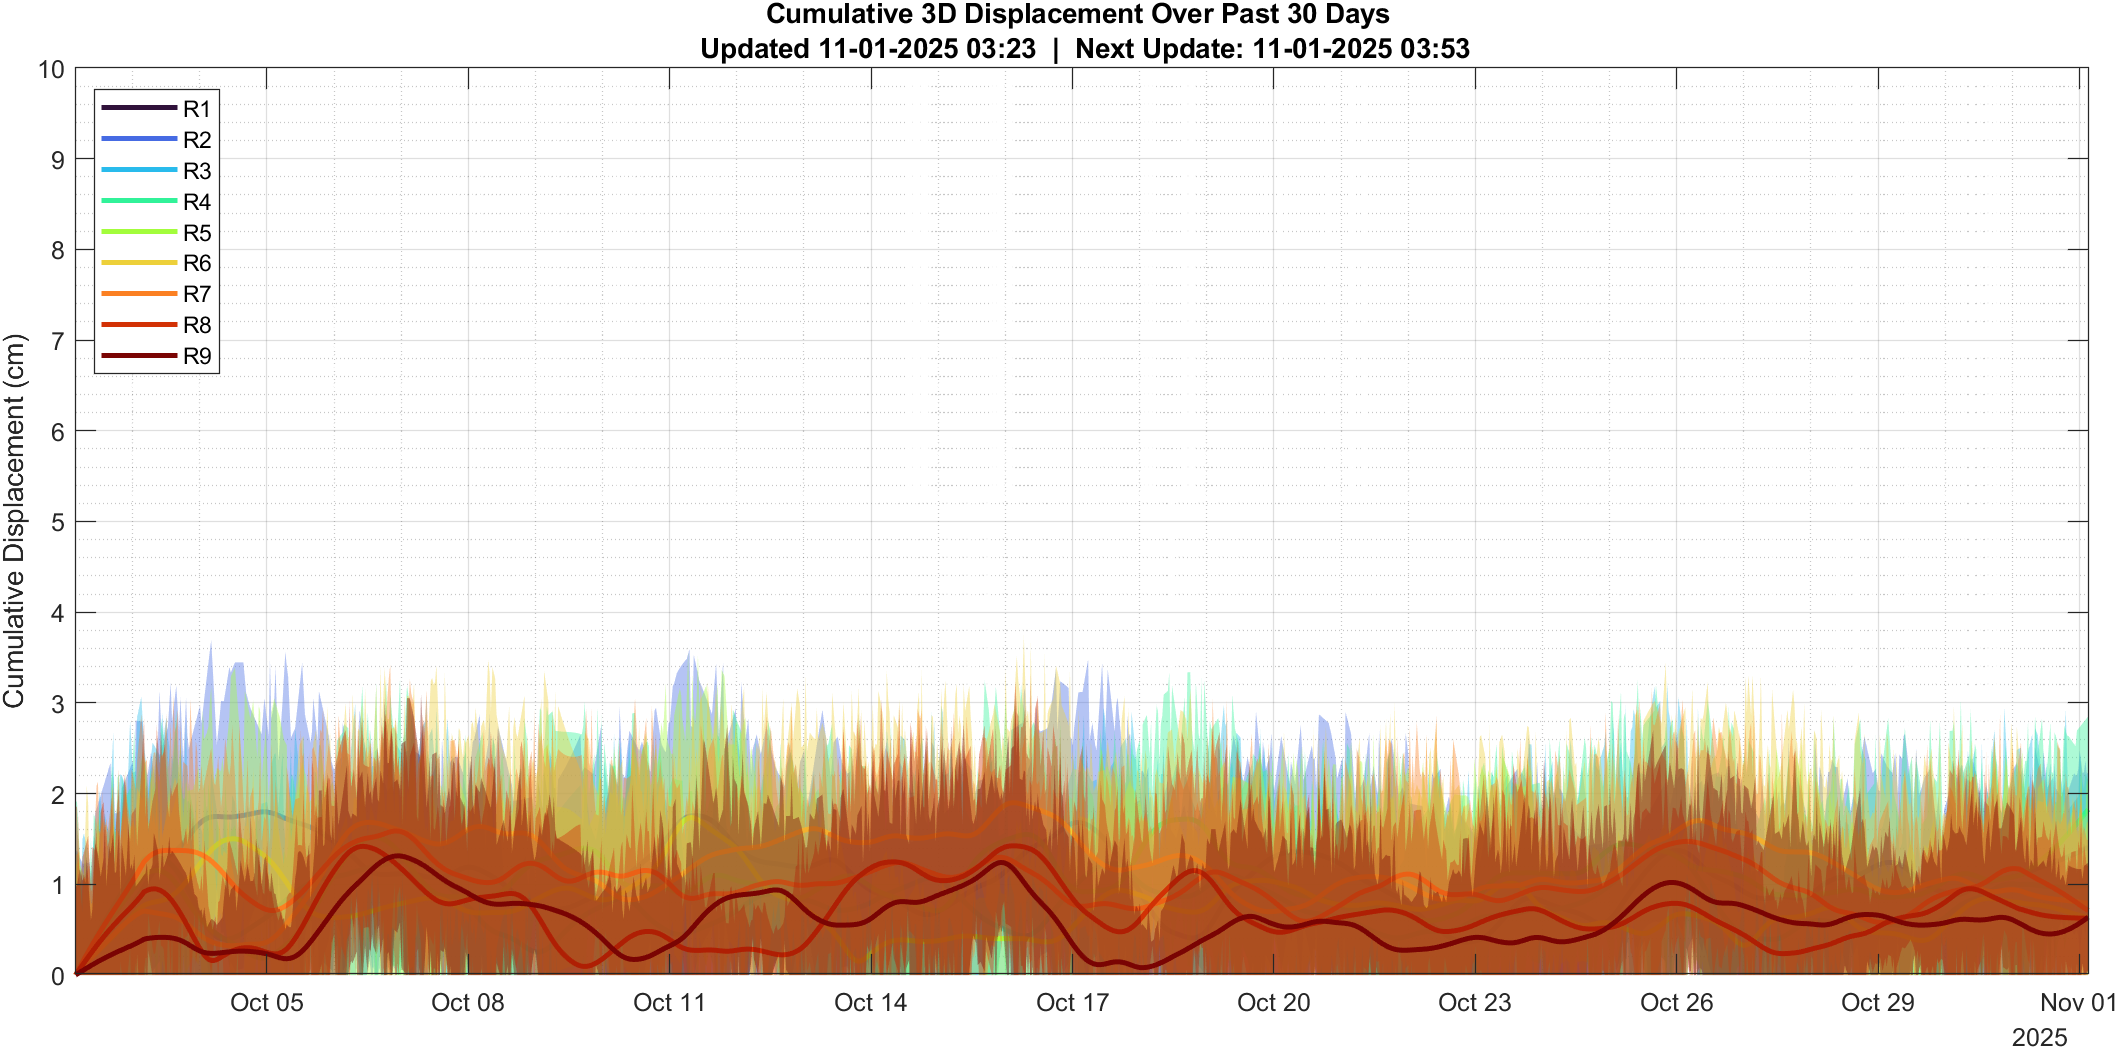 Cumulative 3D Displacement Over Past 30 Days
Updated 11-01-2025 03:23 | Next Update: 11-01-2025 03:53
10
9
8
7
6
5
4
3
2
1
0
Cumulative Displacement (cm)
R1
R2
R3
R4
R5
R6
R7
R8
R9
Oct 05
Oct 08
Oct 11
Oct 14
Oct 17
Oct 20
Oct 23
Oct 26
Oct 29
Nov 01
2025